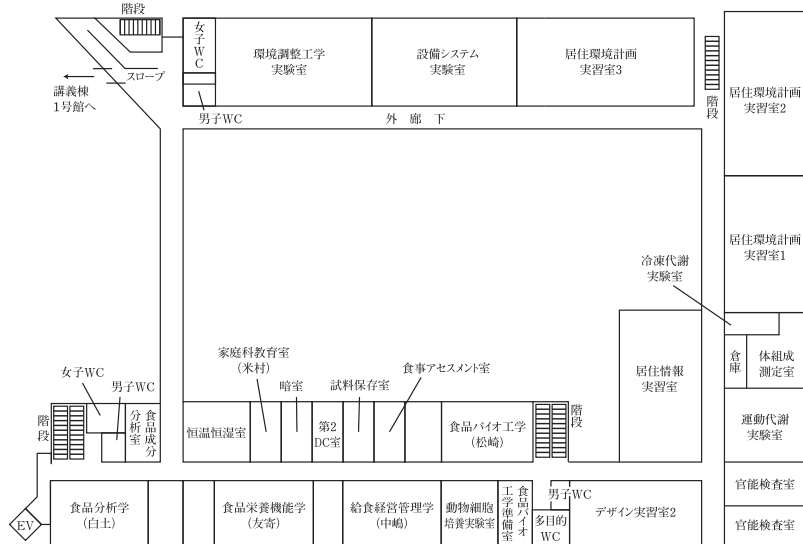 階段
スロープ
講義棟
1号館へ
女子WC
男子WC
環境調整工学
実験室
設備システム
実験室
居住環境計画
実習室3
階段
居住環境計画
実習室2
外 廊 下
居住環境計画
実習室1
冷凍代謝
実験室
倉庫
体組成
測定室
居住情報
実習室
運動代謝
実験室
官能検査室
官能検査室
女子WC
男子WC
階段
食品成分
分析室
恒温恒湿室
家庭科教育室
(米村)
暗室
第2
DC室
試料保存室
食事アセスメント室
食品バイオ工学
(松崎)
階段
EV
食品分析学
(白土)
食品栄養機能学
(友寄)
給食経営管理学
(中嶋)
動物細胞
培養実験室
食品バイオ
工学準備室
男子WC
多目的
WC
デザイン実習室2